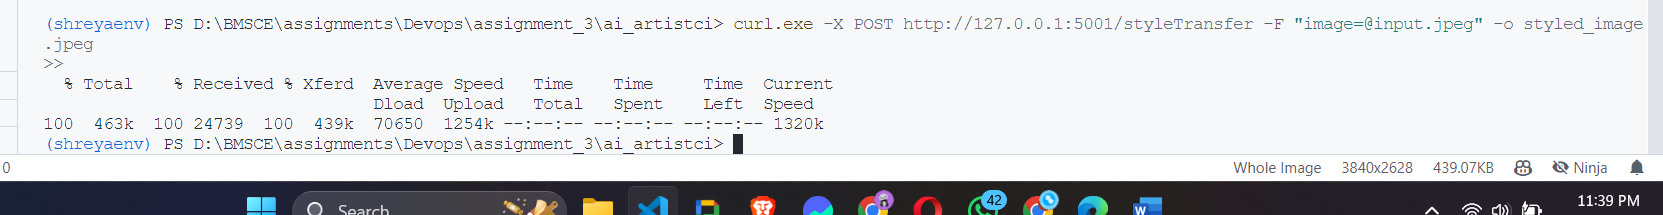 (shreyaenv) PS D:\BMSCE\assignments\Devops\assignment_3\ai_artistci> curl.exe -X POST http://127.0.0.1:5001/styleTransfer -F "image=@input.jpeg" -o styled_image
.jpeg
>>
% Total % Received % Xferd Average Speed Time Time Time Current
Dload Upload Total Spent Left Speed
100 463k 100 24739 100 439k 70650 1254k --:--:-- --:--:-- --:--:-- 1320k
(shreyaenv) PS D:\BMSCE\assignments\Devops\assignment_3\ai_artistci>
0 Whole Image 3840x2628 439.07KB Ninja
Search 42 11:39 PM